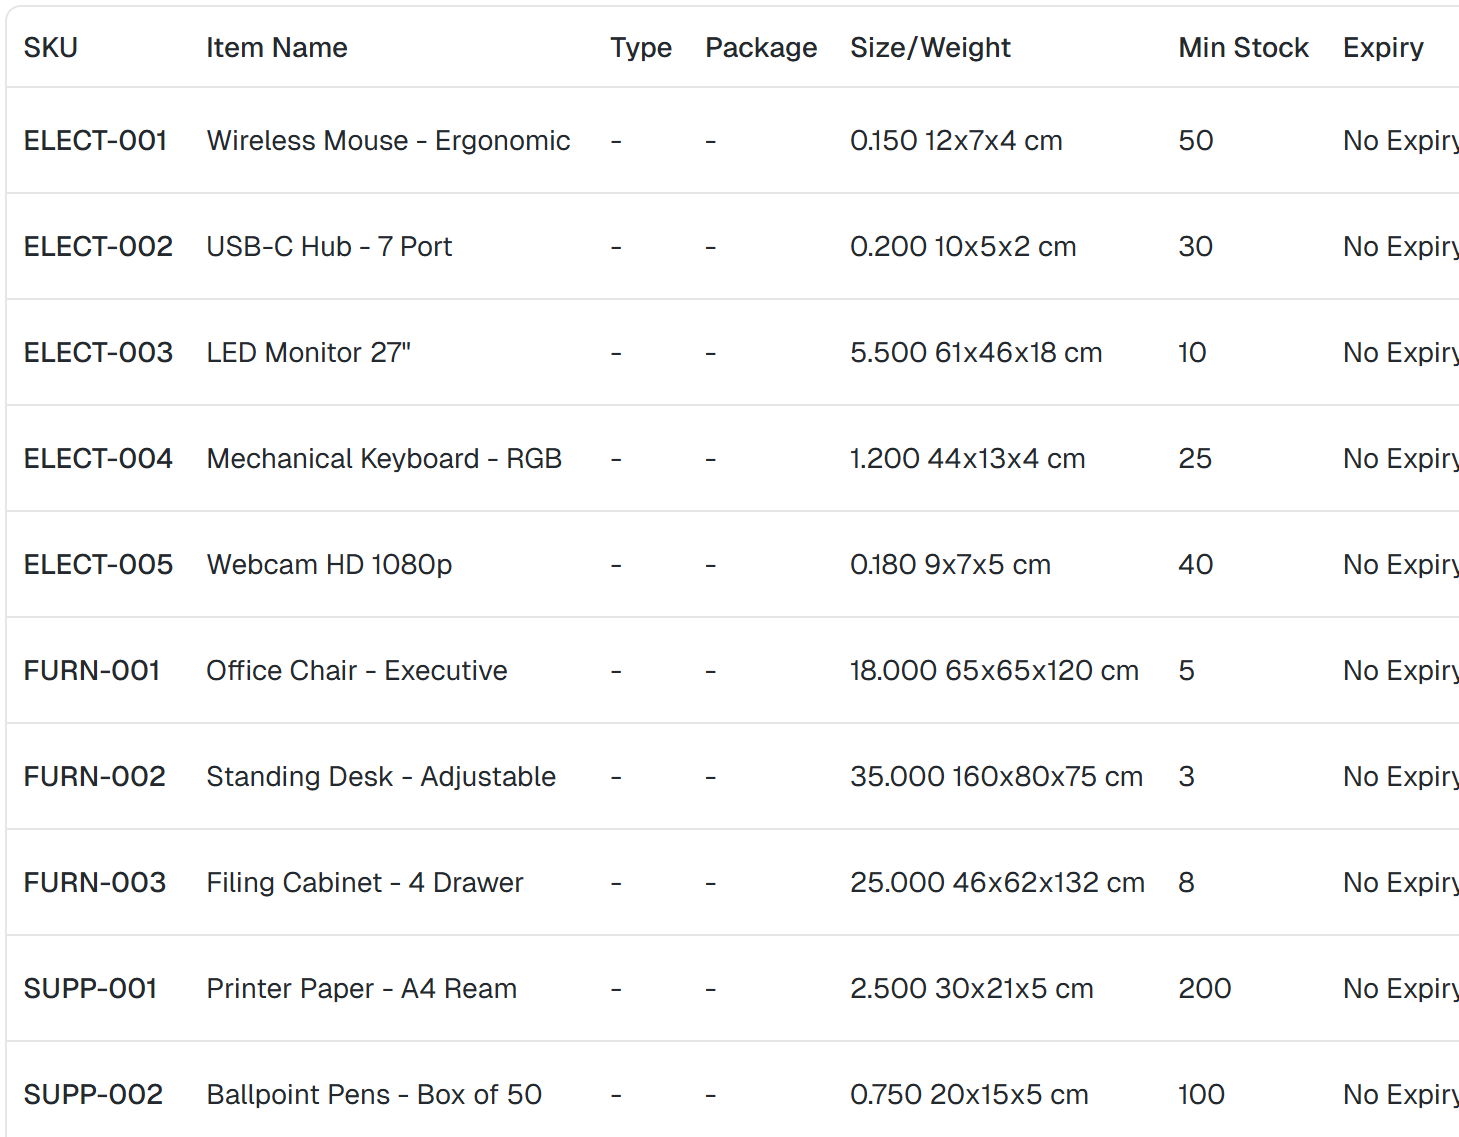 SKU Item Name Type Package Size/Weight Min Stock Expiry
ELECT-001 Wireless Mouse - Ergonomic - - 0.150 12x7x4 cm 50 No Expiry
ELECT-002 USB-C Hub - 7 Port - - 0.200 10x5x2 cm 30 No Expiry
ELECT-003 LED Monitor 27" - - 5.500 61x46x18 cm 10 No Expiry
ELECT-004 Mechanical Keyboard - RGB - - 1.200 44x13x4 cm 25 No Expiry
ELECT-005 Webcam HD 1080p - - 0.180 9x7x5 cm 40 No Expiry
FURN-001 Office Chair - Executive - - 18.000 65x65x120 cm 5 No Expiry
FURN-002 Standing Desk - Adjustable - - 35.000 160x80x75 cm 3 No Expiry
FURN-003 Filing Cabinet - 4 Drawer - - 25.000 46x62x132 cm 8 No Expiry
SUPP-001 Printer Paper - A4 Ream - - 2.500 30x21x5 cm 200 No Expiry
SUPP-002 Ballpoint Pens - Box of 50 - - 0.750 20x15x5 cm 100 No Expiry